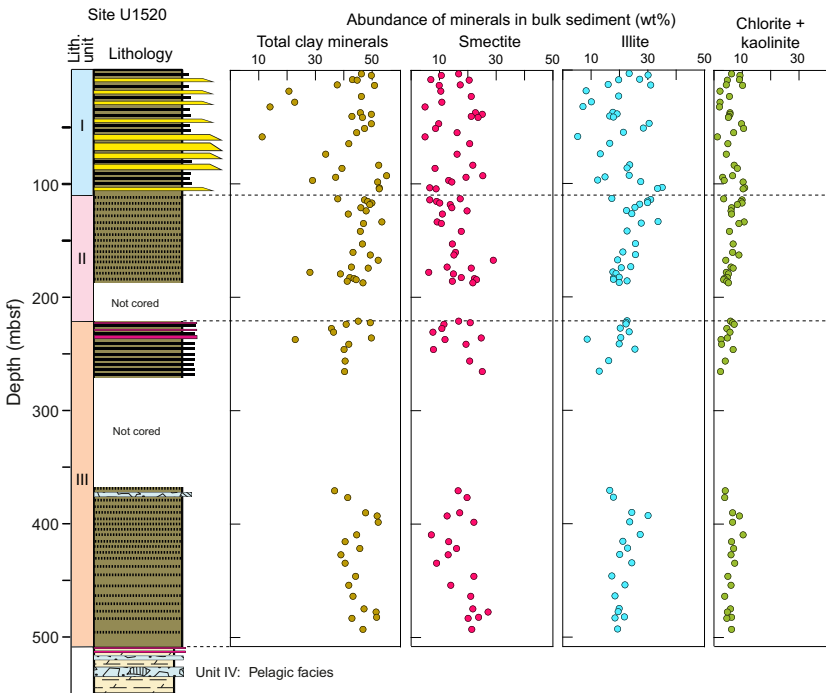 Site U1520
Abundance of minerals in bulk sediment (wt%)
Lith. unit
Lithology
Total clay minerals
Smectite
Illite
Chlorite + kaolinite
10 30 50
10 30 50
10 30 50
10 30
Depth (mbsf)
100
200
300
400
500
I
II
III
Not cored
Not cored
Unit IV: Pelagic facies